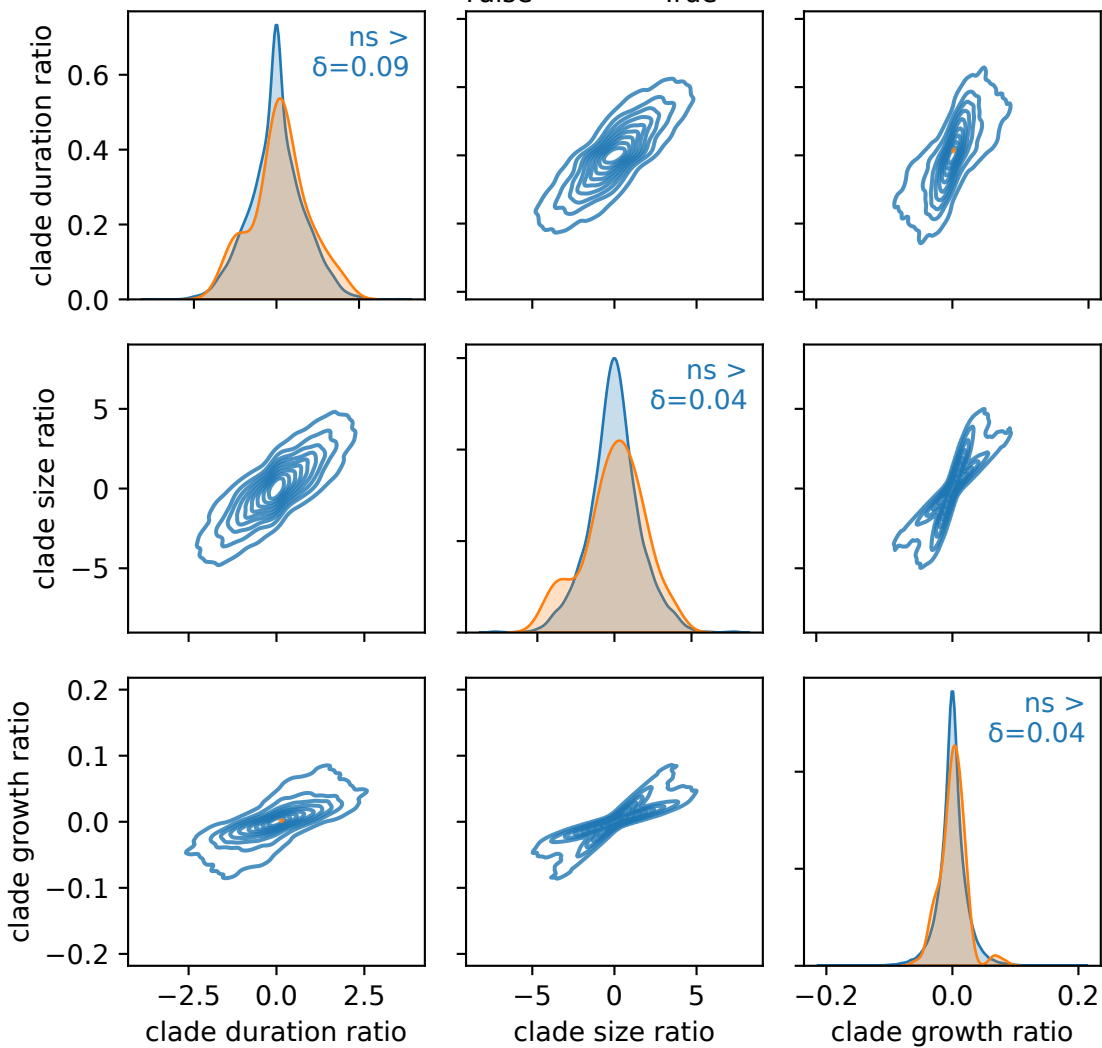 True
clade duration ratio
0.6
0.4
0.2
0.0
ns >
δ=0.09
clade size ratio
5
0
−5
ns >
δ=0.04
clade growth ratio
0.2
0.1
0.0
−0.1
−0.2
ns >
δ=0.04
−2.5 0.0 2.5
clade duration ratio
−5 0 5
clade size ratio
−0.2 0.0 0.2
clade growth ratio